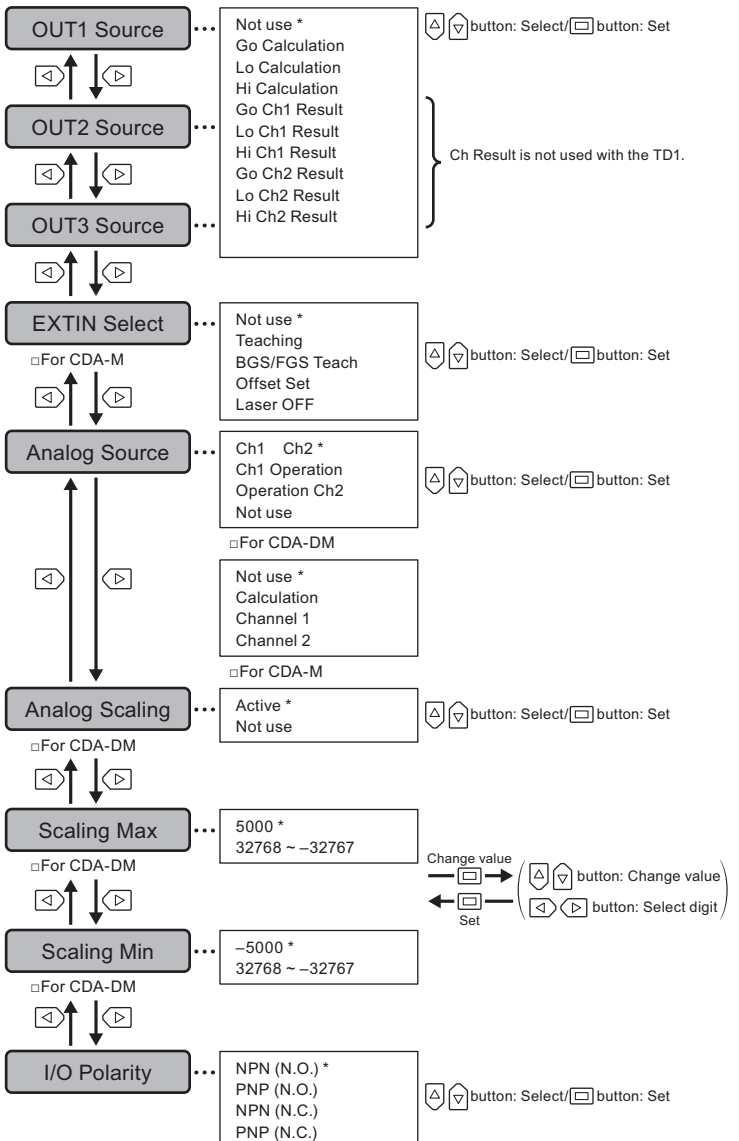 OUT1 Source
Not use *
Go Calculation
Lo Calculation
Hi Calculation
Go Ch1 Result
Lo Ch1 Result
Hi Ch1 Result
Go Ch2 Result
Lo Ch2 Result
Hi Ch2 Result
button: Select/ button: Set
OUT2 Source
Ch Result is not used with the TD1.
OUT3 Source
EXTIN Select
□For CDA-M
Not use *
Teaching
BGS/FGS Teach
Offset Set
Laser OFF
button: Select/ button: Set
Analog Source
Ch1 Ch2 *
Ch1 Operation
Operation Ch2
Not use
□For CDA-DM
button: Select/ button: Set
Not use *
Calculation
Channel 1
Channel 2
□For CDA-M
Analog Scaling
□For CDA-DM
Active *
Not use
button: Select/ button: Set
Scaling Max
□For CDA-DM
5000 *
32768 ~ –32767
Change value
Set
button: Change value
button: Select digit
Scaling Min
□For CDA-DM
–5000 *
32768 ~ –32767
I/O Polarity
NPN (N.O.) *
PNP (N.O.)
NPN (N.C.)
PNP (N.C.)
button: Select/ button: Set